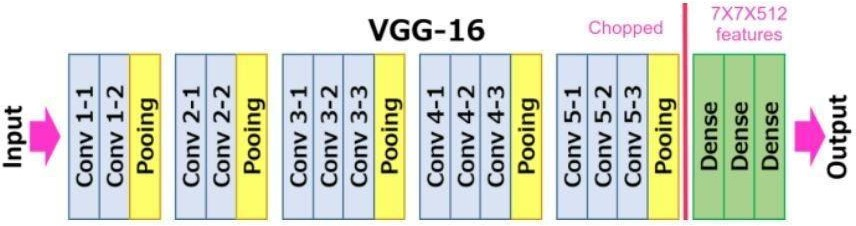 VGG-16
Chopped
7X7X512
features
Input
Conv 1-1
Conv 1-2
Pooing
Conv 2-1
Conv 2-2
Pooing
Conv 3-1
Conv 3-2
Conv 3-3
Pooing
Conv 4-1
Conv 4-2
Conv 4-3
Pooing
Conv 5-1
Conv 5-2
Conv 5-3
Pooing
Dense
Dense
Dense
Output